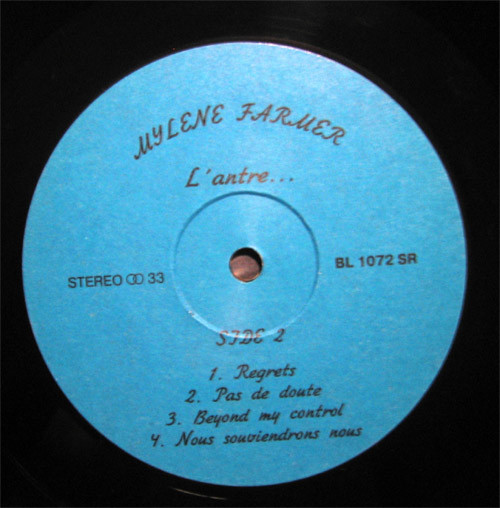 MYLENE FARMER
L'antre...
STEREO 33
BL 1072 SR
SIDE 2
1. Regrets
2. Pas de doute
3. Beyond my control
4. Nous souviendrons nous